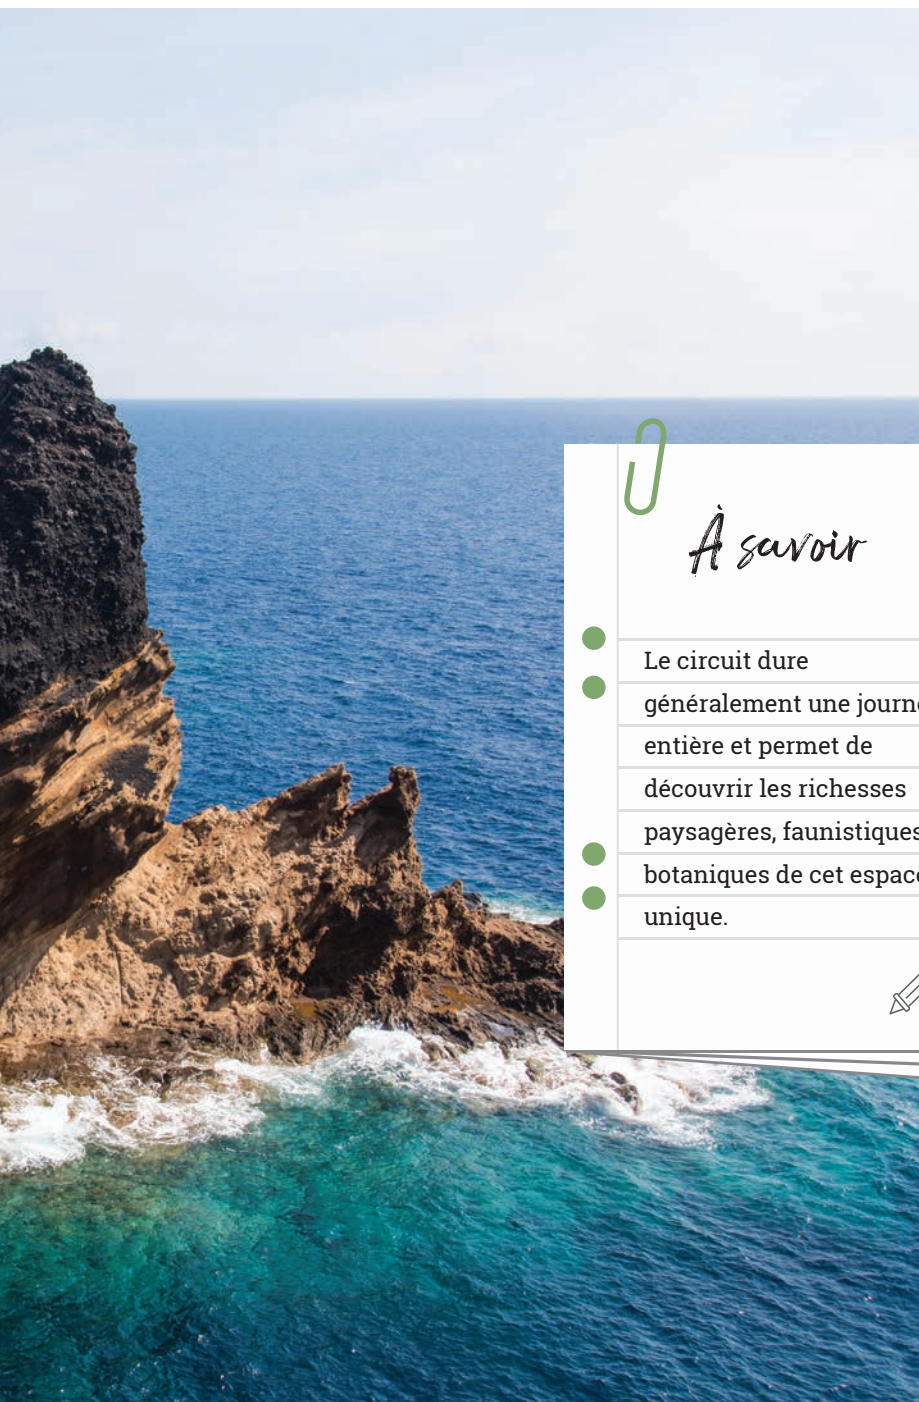 À savoir
Le circuit dure
généralement une
entière et permet de
découvrir les richesses
paysagères, faunistiques
botaniques de cet
unique.